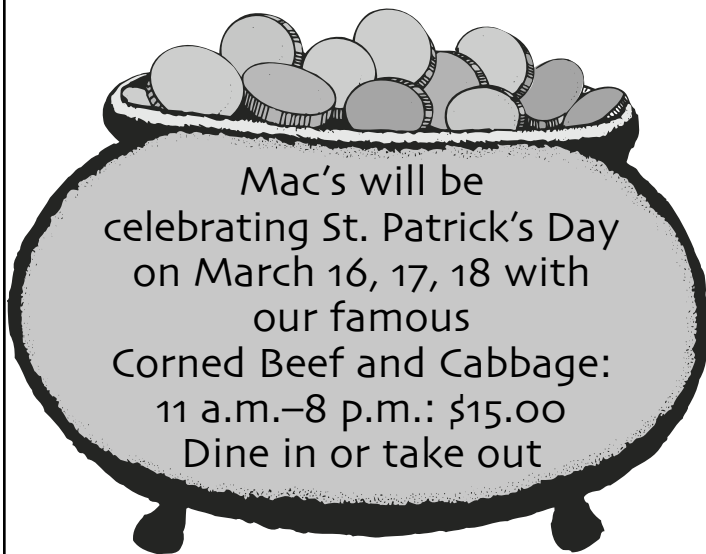 Mac’s will be
celebrating St. Patrick’s Day
on March 16, 17, 18 with
our famous
Corned Beef and Cabbage:
11 a.m.–8 p.m.: $15.00
Dine in or take out